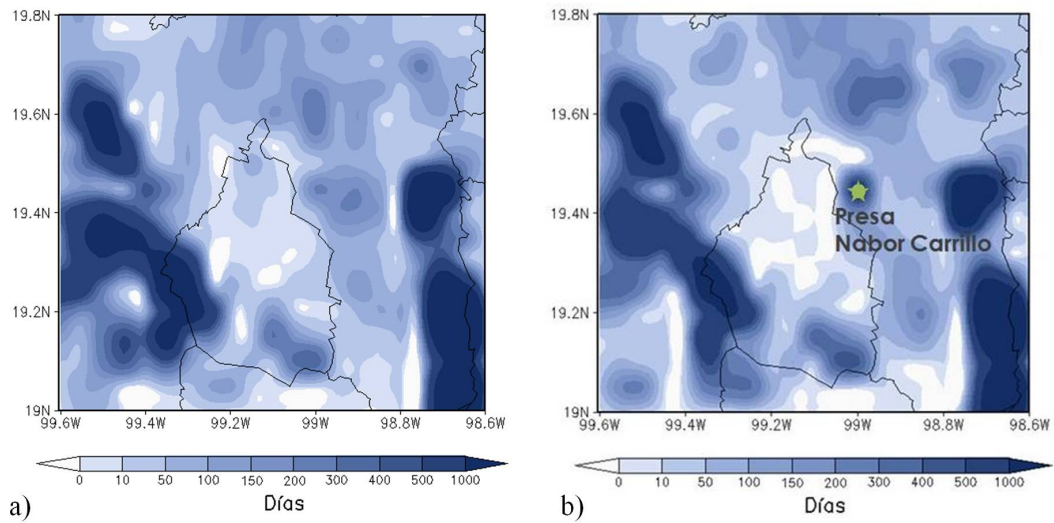 19.8N
19.6N
19.4N
19.2N
19N
99.6W 99.4W 99.2W 99W 98.8W 98.6W
0 10 50 100 150 200 300 400 500 1000
Días
a)
19.8N
19.6N
19.4N
19.2N
19N
Presa
Nabor Carrillo
99.6W 99.4W 99.2W 99W 98.8W 98.6W
0 10 50 100 150 200 300 400 500 1000
Días
b)